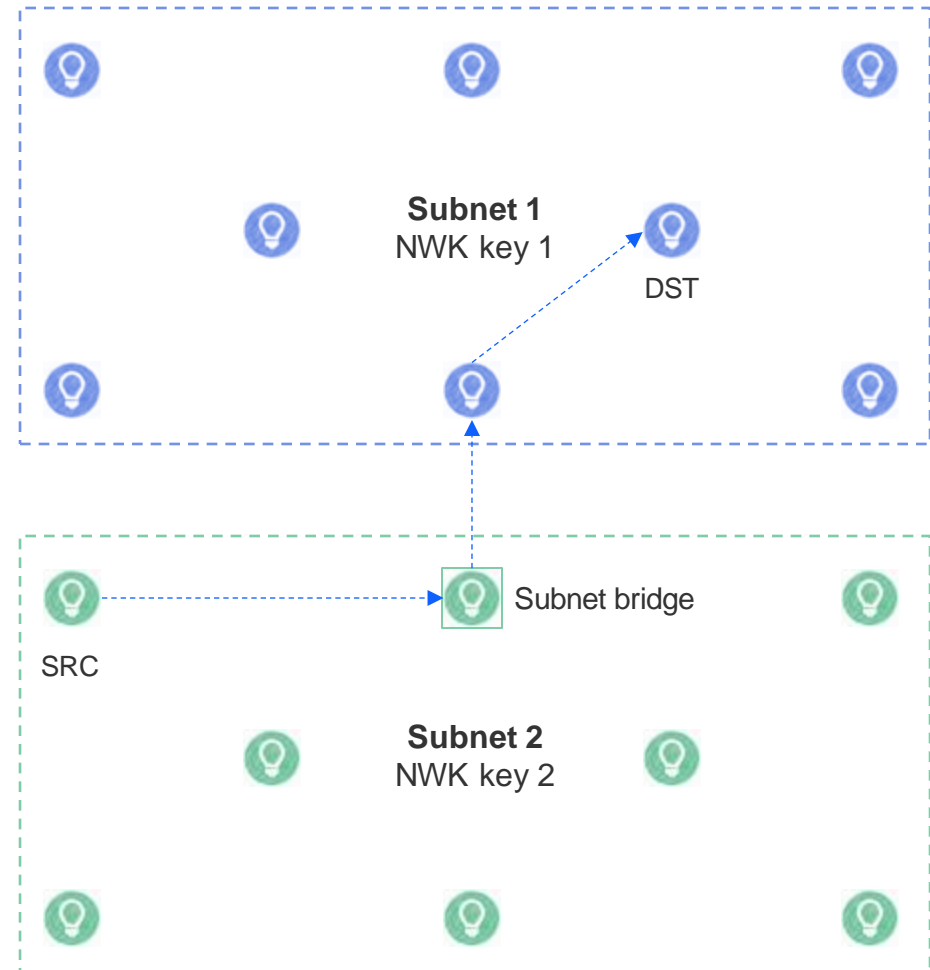 Subnet 1
NWK key 1
DST
Subnet bridge
SRC
Subnet 2
NWK key 2